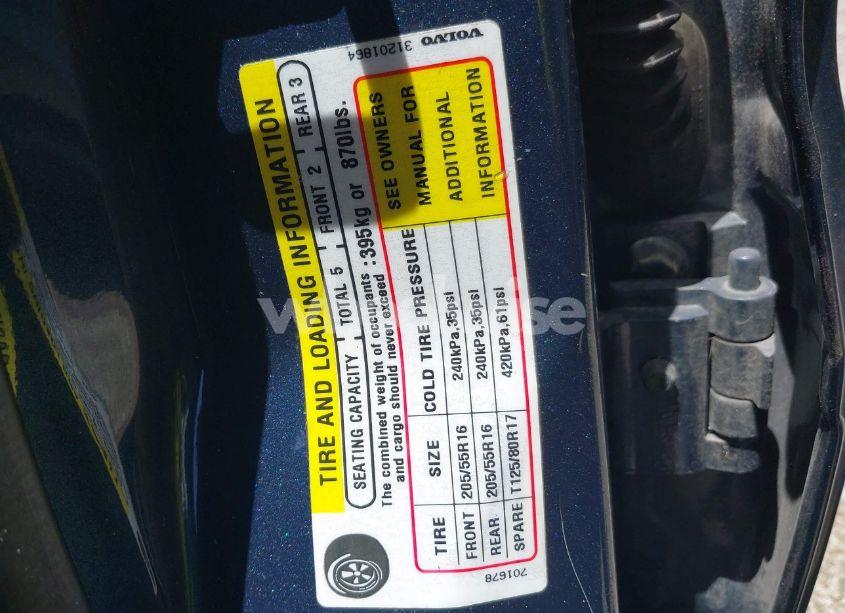 TIRE AND LOADING INFORMATION
SEATING CAPACITY TOTAL 5 FRONT 2 REAR 3
The combined weight of occupants and cargo should never exceed :395kg or 870lbs.
TIRE SIZE COLD TIRE PRESSURE
FRONT 205/55R16 240kPa,35psi
REAR 205/55R16 240kPa,35psi
SPARE T125/80R17 420kPa,61psi
SEE OWNERS
MANUAL FOR
ADDITIONAL
INFORMATION
701678
31201864 VOLVO